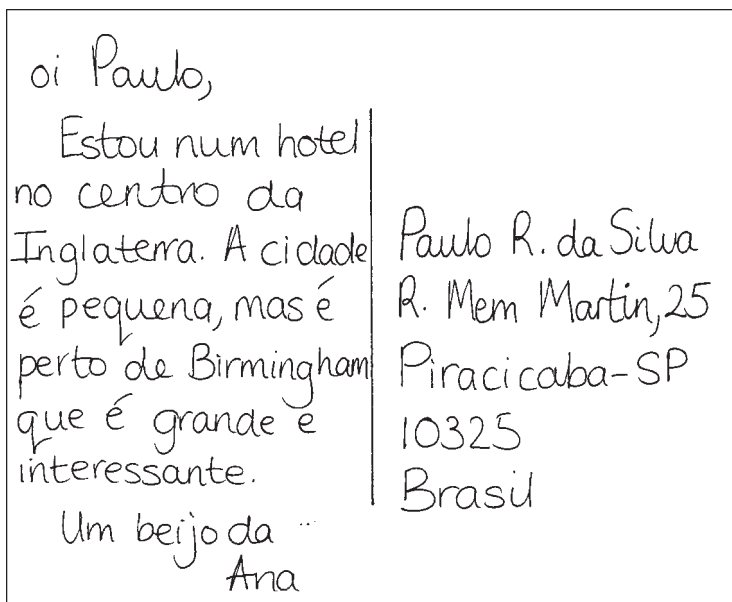 oi Paulo,
Estou num hotel
no centro da
Inglaterra. A cidade
é pequena, mas é
perto de Birmingham
que é grande e
interessante.
Um beijo da
Ana
Paulo R. da Silva
R. Mem Martin, 25
Piracicaba-SP
10325
Brasil